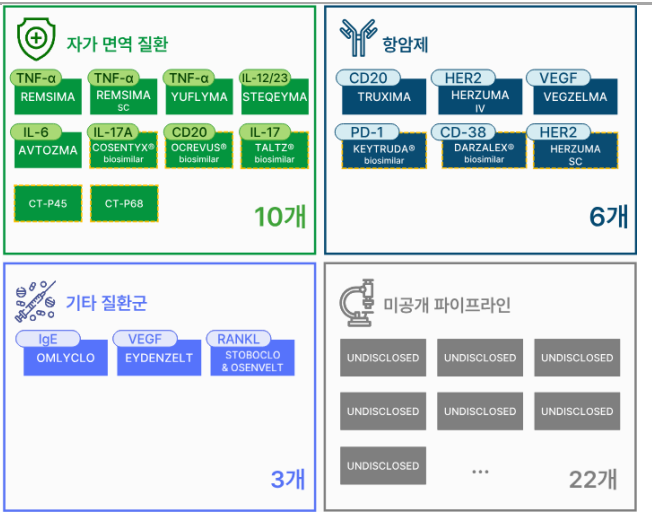 자가 면역 질환
TNF-α
REMSIMA
TNF-α
REMSIMA
SC
TNF-α
YUFLYMA
IL-12/23
STEQEYMA
IL-6
AVTOZMA
IL-17A
COSENTYX®
biosimilar
CD20
OCREVUS®
biosimilar
IL-17
TALTZ®
biosimilar
CT-P45
CT-P68
10개
항암제
CD20
TRUXIMA
HER2
HERZUMA
IV
VEGF
VEGZELMA
PD-1
KEYTRUDA®
biosimilar
CD-38
DARZALEX®
biosimilar
HER2
HERZUMA
SC
6개
기타 질환군
IgE
OMLYCLO
VEGF
EYDENZELT
RANKL
STOBOCLO
& OSENVELT
3개
미공개 파이프라인
UNDISCLOSED
UNDISCLOSED
UNDISCLOSED
UNDISCLOSED
UNDISCLOSED
UNDISCLOSED
UNDISCLOSED
...
22개